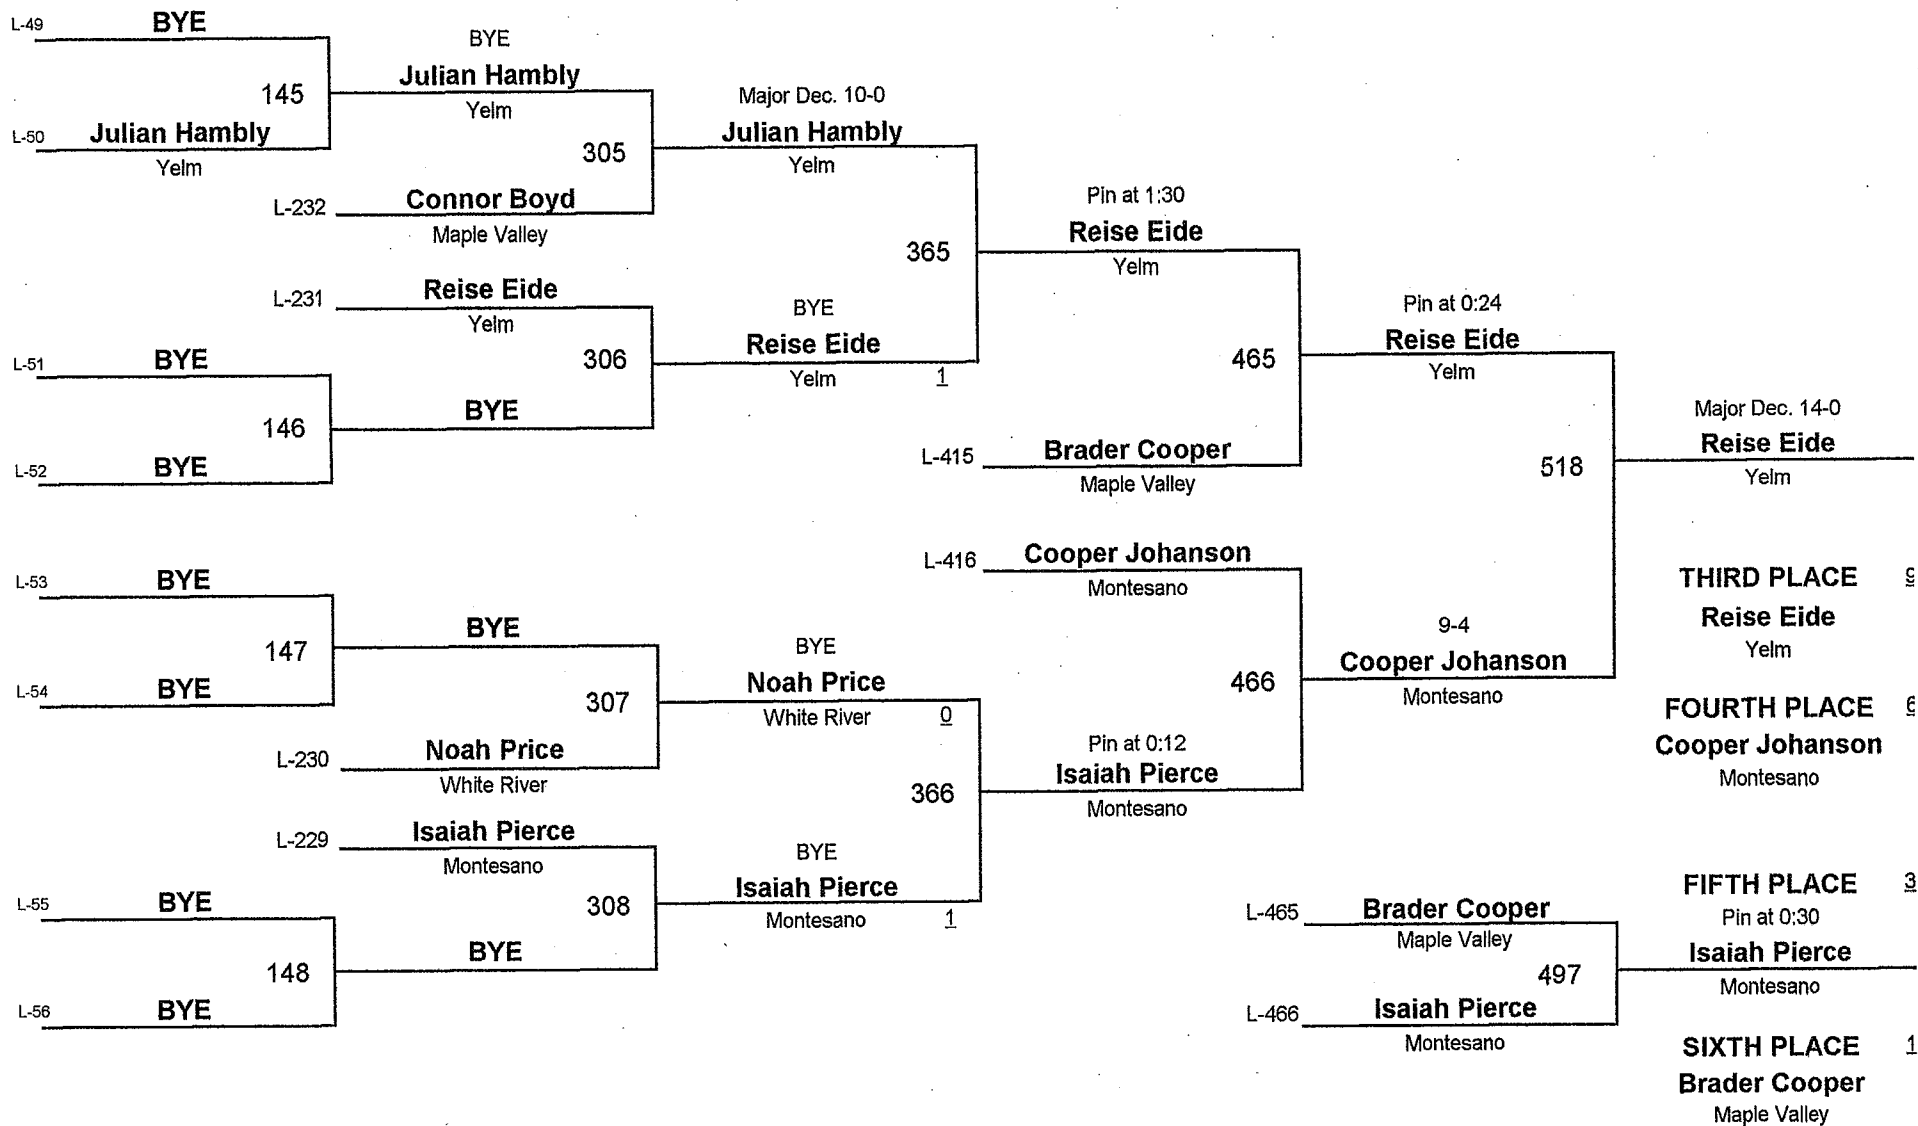 L-49 BYE
145
L-50 Julian Hambly
Yelm
BYE
Julian Hambly
Yelm
305
L-232 Connor Boyd
Maple Valley
L-231 Reise Eide
Yelm
306
L-51 BYE
146
L-52 BYE
BYE
Major Dec. 10-0
Julian Hambly
Yelm
365
BYE
Reise Eide
Yelm 1
Pin at 1:30
Reise Eide
Yelm
465
L-415 Brader Cooper
Maple Valley
Pin at 0:24
Reise Eide
Yelm
518
Major Dec. 14-0
Reise Eide
Yelm
L-53 BYE
147
L-54 BYE
BYE
307
L-230 Noah Price
White River
L-229 Isaiah Pierce
Montesano
308
L-55 BYE
148
L-56 BYE
BYE
BYE
Noah Price
White River 0
366
BYE
Isaiah Pierce
Montesano 1
L-416 Cooper Johanson
Montesano
466
Pin at 0:12
Isaiah Pierce
Montesano
9-4
Cooper Johanson
Montesano
THIRD PLACE
Reise Eide
Yelm
FOURTH PLACE
Cooper Johanson
Montesano
L-465 Brader Cooper
Maple Valley
497
L-466 Isaiah Pierce
Montesano
FIFTH PLACE 3
Pin at 0:30
Isaiah Pierce
Montesano
SIXTH PLACE 1
Brader Cooper
Maple Valley